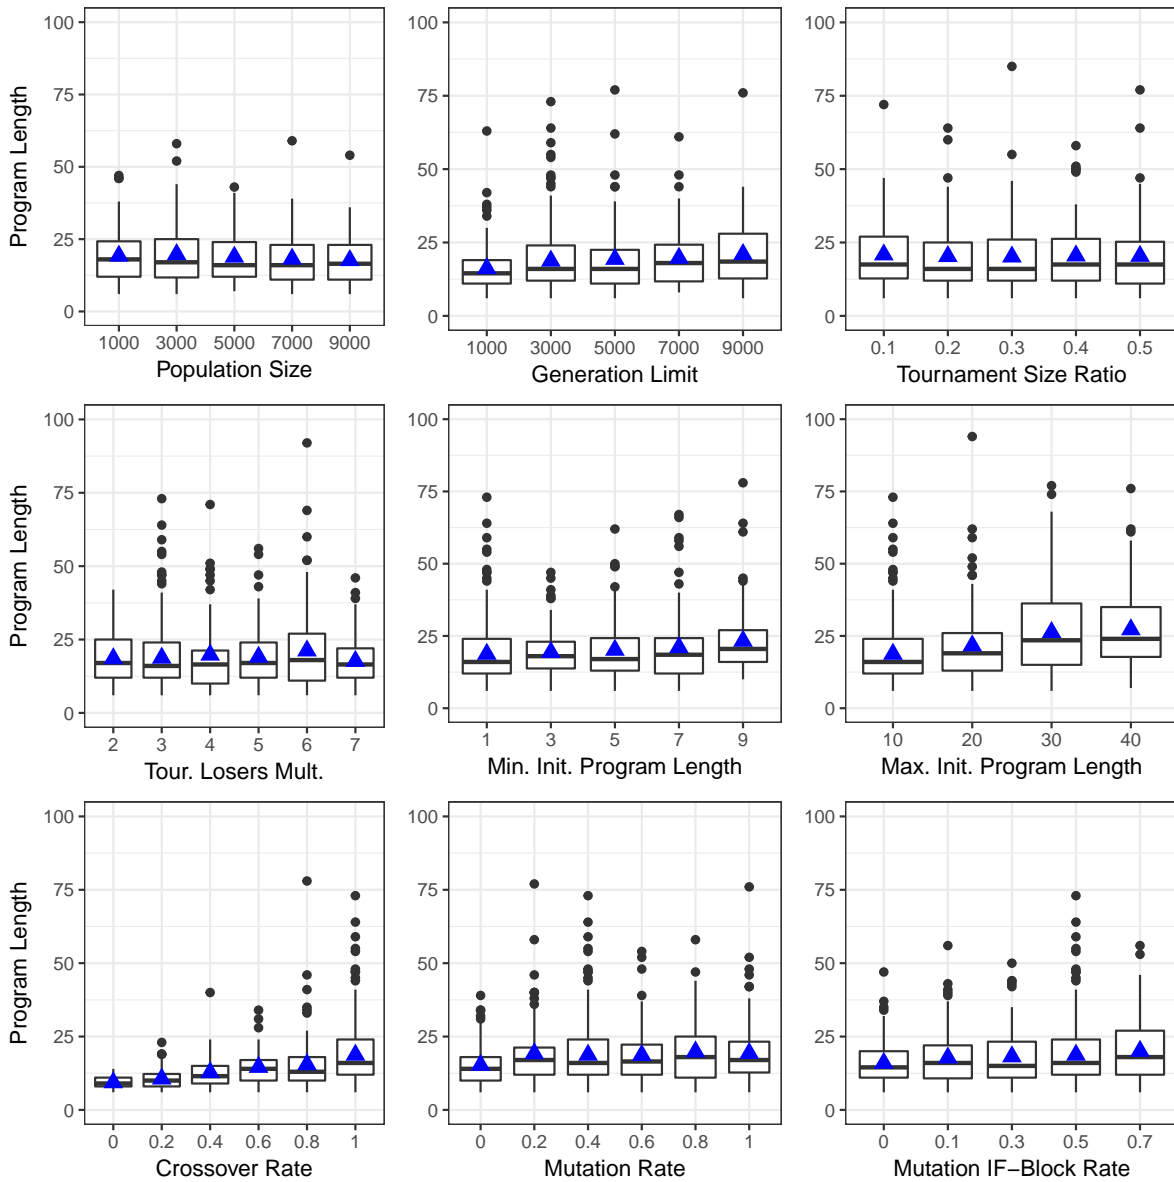 100
75
50
25
0
Program Length
1000 3000 5000 7000 9000
Population Size
100
75
50
25
0
1000 3000 5000 7000 9000
Generation Limit
100
75
50
25
0
0.1 0.2 0.3 0.4 0.5
Tournament Size Ratio
100
75
50
25
0
Program Length
2 3 4 5 6 7
Tour. Losers Mult.
100
75
50
25
0
1 3 5 7 9
Min. Init. Program Length
100
75
50
25
0
10 20 30 40
Max. Init. Program Length
100
75
50
25
0
Program Length
0 0.2 0.4 0.6 0.8 1
Crossover Rate
100
75
50
25
0
0 0.2 0.4 0.6 0.8 1
Mutation Rate
100
75
50
25
0
0 0.1 0.3 0.5 0.7
Mutation IF−Block Rate